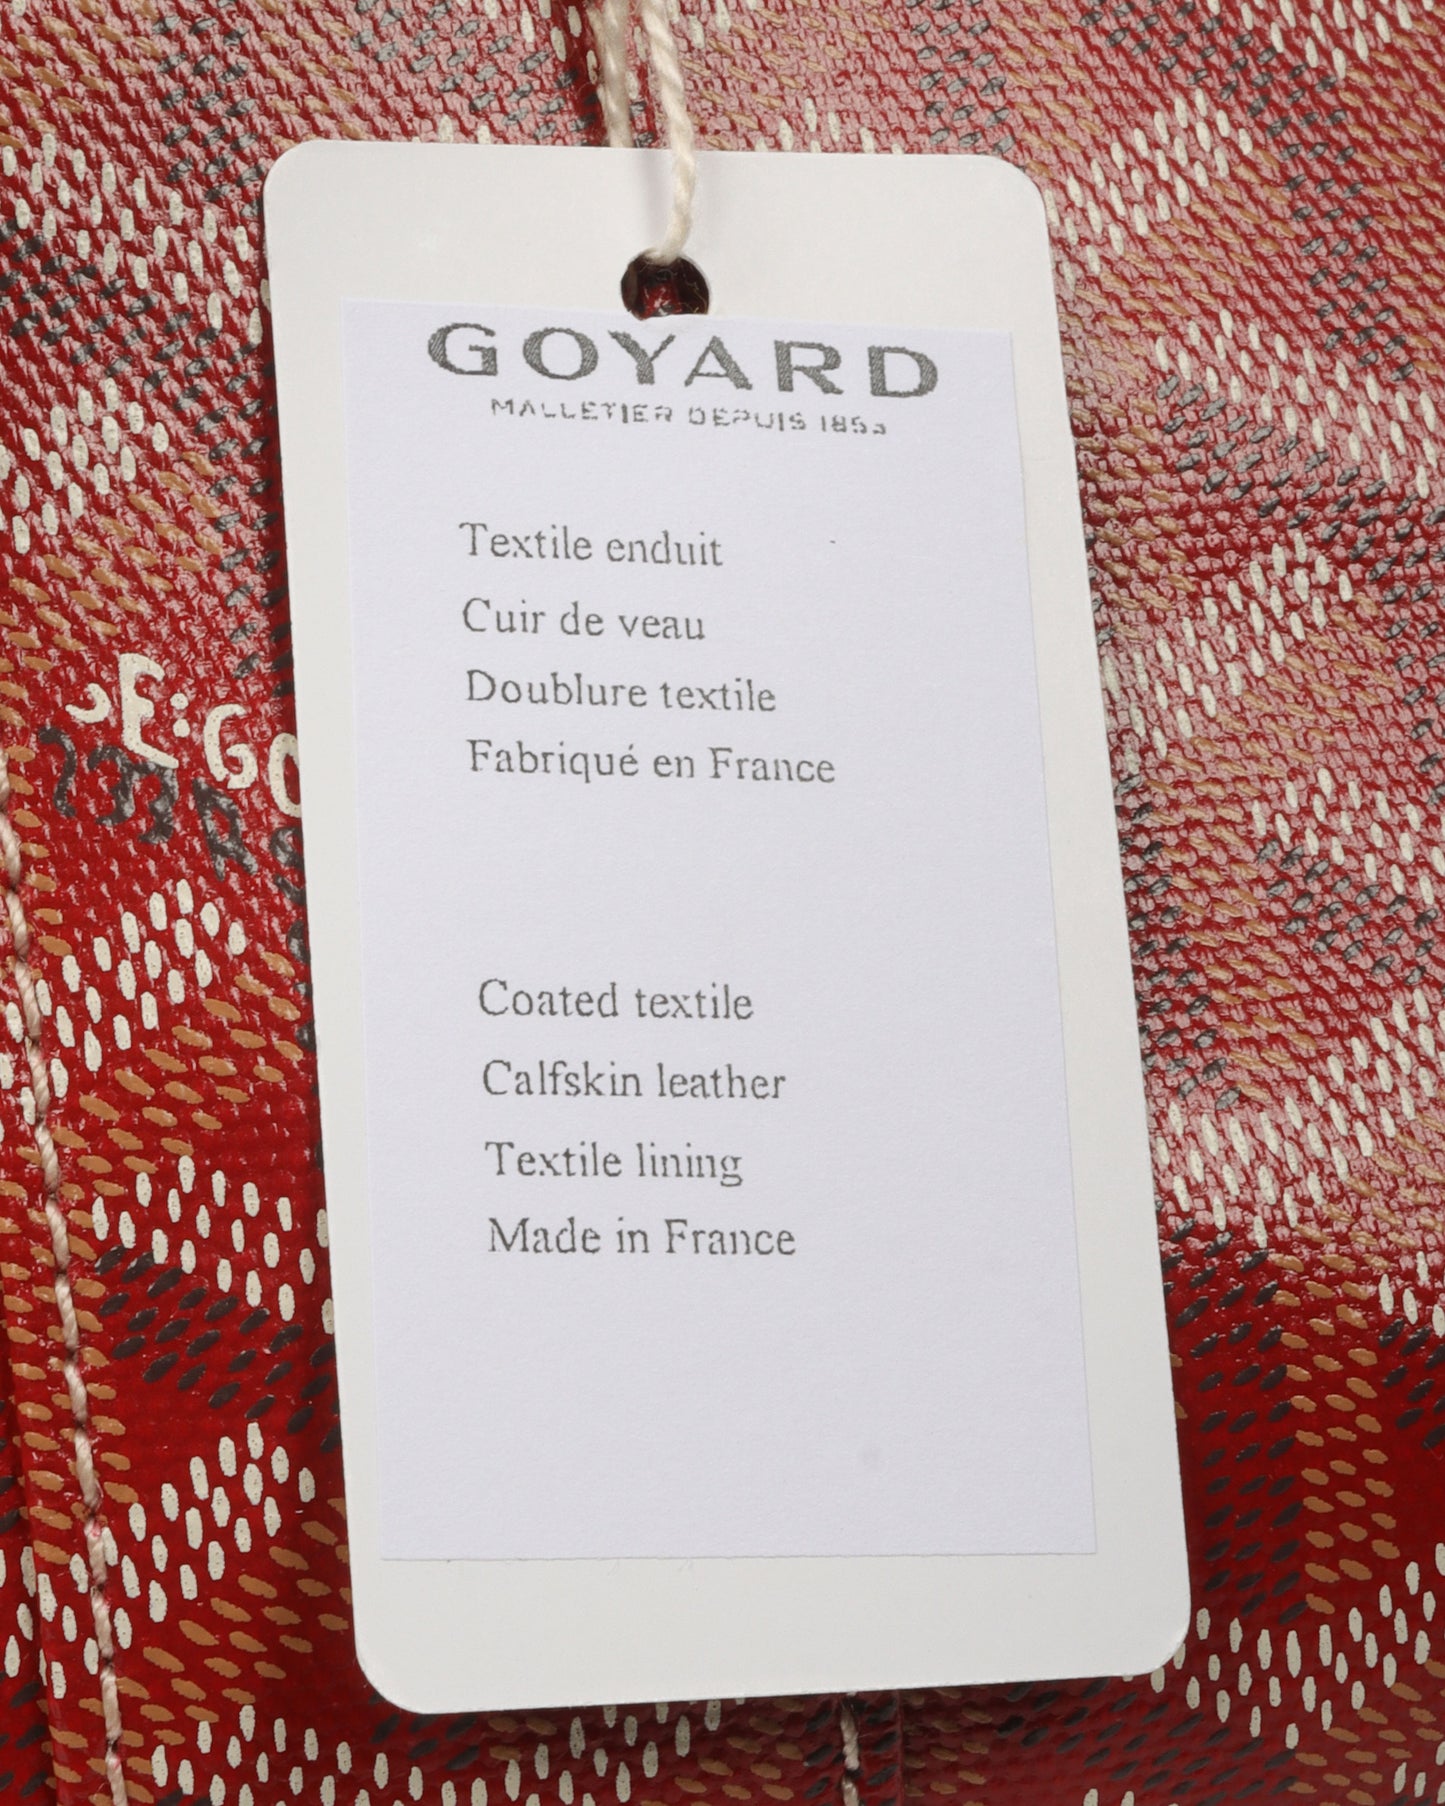 GOYARD
MALLETIER DEPUIS 1853
Textile enduit
Cuir de veau
Doublure textile
Fabriqué en France
Coated textile
Calfskin leather
Textile lining
Made in France
E:GO